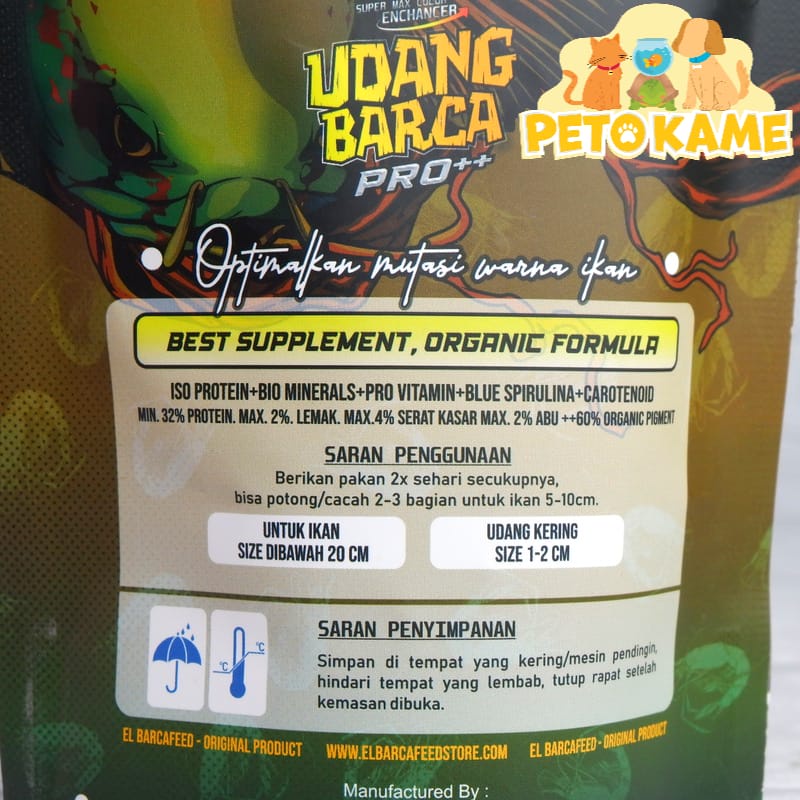 SUPER MAX COLOR
ENCHANCER
UDANG
BARCA
PRO++
PETOKAME
Optimalkan mutasi warna ikan
BEST SUPPLEMENT, ORGANIC FORMULA
ISO PROTEIN+BIO MINERALS+PRO VITAMIN+BLUE SPIRULINA+CAROTENOID
MIN. 32% PROTEIN. MAX. 2%. LEMAK. MAX.4% SERAT KASAR MAX. 2% ABU ++60% ORGANIC PIGMENT
SARAN PENGGUNAAN
Berikan pakan 2x sehari secukupnya,
bisa potong/cacah 2-3 bagian untuk ikan 5-10cm.
UNTUK IKAN
SIZE DIBAWAH 20 CM
UDANG KERING
SIZE 1-2 CM
°C
°C
SARAN PENYIMPANAN
Simpan di tempat yang kering/mesin pendingin,
hindari tempat yang lembab, tutup rapat setelah
kemasan dibuka.
EL BARCAFEED - ORIGINAL PRODUCT WWW.ELBARCAFEEDSTORE.COM EL BARCAFEED - ORIGINAL PRODUCT
Manufactured By :